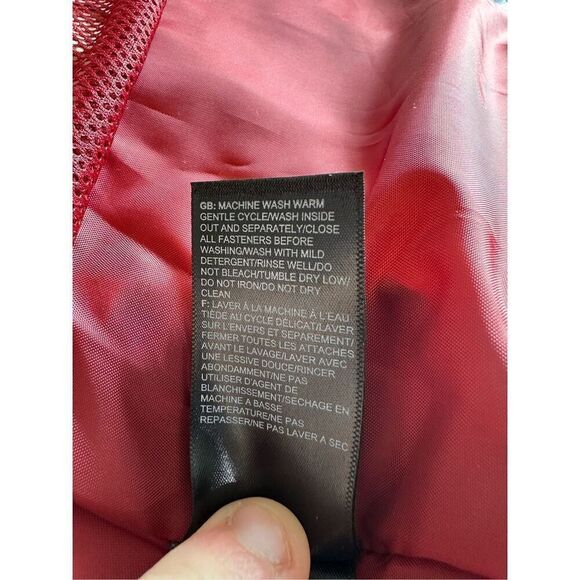 GB: MACHINE WASH WARM
GENTLE CYCLE/WASH INSIDE
OUT AND SEPARATELY/CLOSE
ALL FASTENERS BEFORE
WASHING/WASH WITH MILD
DETERGENT/RINSE WELL/DO
NOT BLEACH/TUMBLE DRY LOW/
DO NOT IRON/DO NOT DRY
CLEAN
F: LAVER À LA MACHINE À L'EAU
TIÈDE AU CYCLE DÉLICAT/LAVER
SUR L'ENVERS ET SÉPAREMENT/
FERMER TOUTES LES ATTACHES
AVANT LE LAVAGE/LAVER AVEC
UNE LESSIVE DOUCE/RINCER
ABONDAMMENT/NE PAS
UTILISER D'AGENT DE
BLANCHIMENT/SECHAGE EN
MACHINE A BASSE
TEMPÉRATURE/NE PAS
REPASSER/NE PAS LAVER A SEC